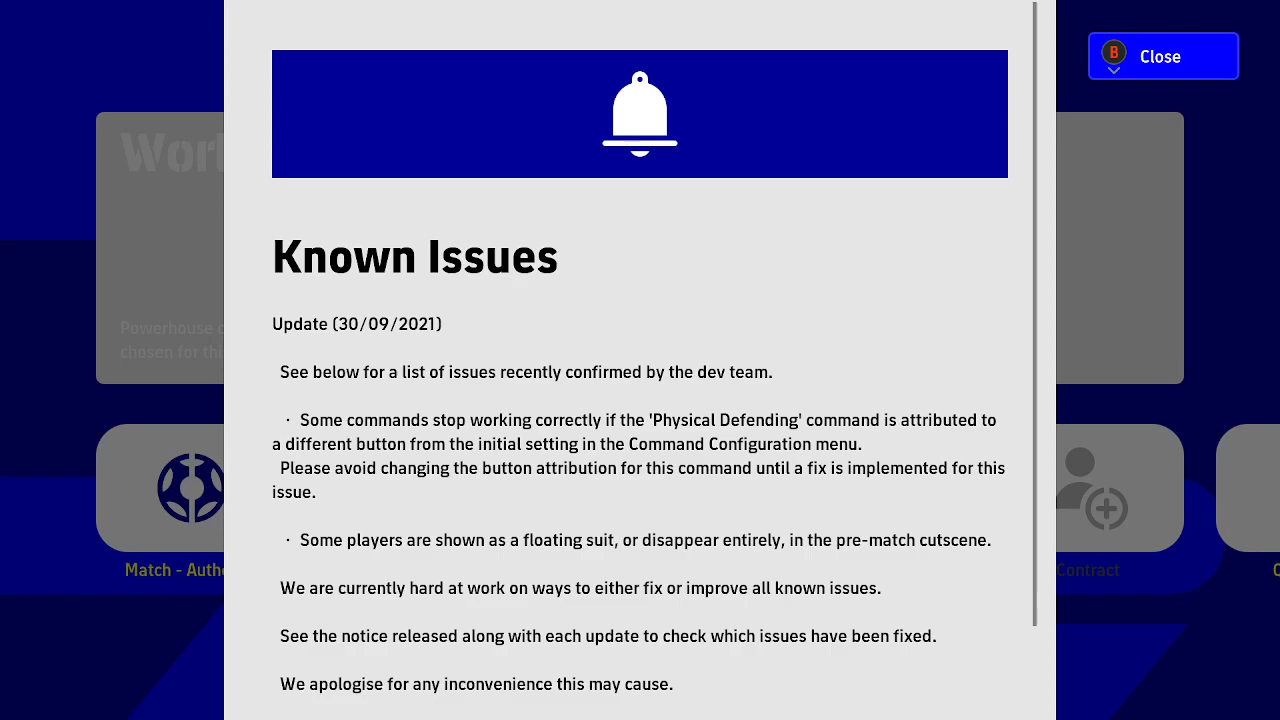 B Close
Worl
Known Issues
Update (30/09/2021)
See below for a list of issues recently confirmed by the dev team.
· Some commands stop working correctly if the 'Physical Defending' command is attributed to
a different button from the initial setting in the Command Configuration menu.
Please avoid changing the button attribution for this command until a fix is implemented for this
issue.
· Some players are shown as a floating suit, or disappear entirely, in the pre-match cutscene.
We are currently hard at work on ways to either fix or improve all known issues.
See the notice released along with each update to check which issues have been fixed.
We apologise for any inconvenience this may cause.
Powerhouse
chosen for thi
Match - Authe
Contract